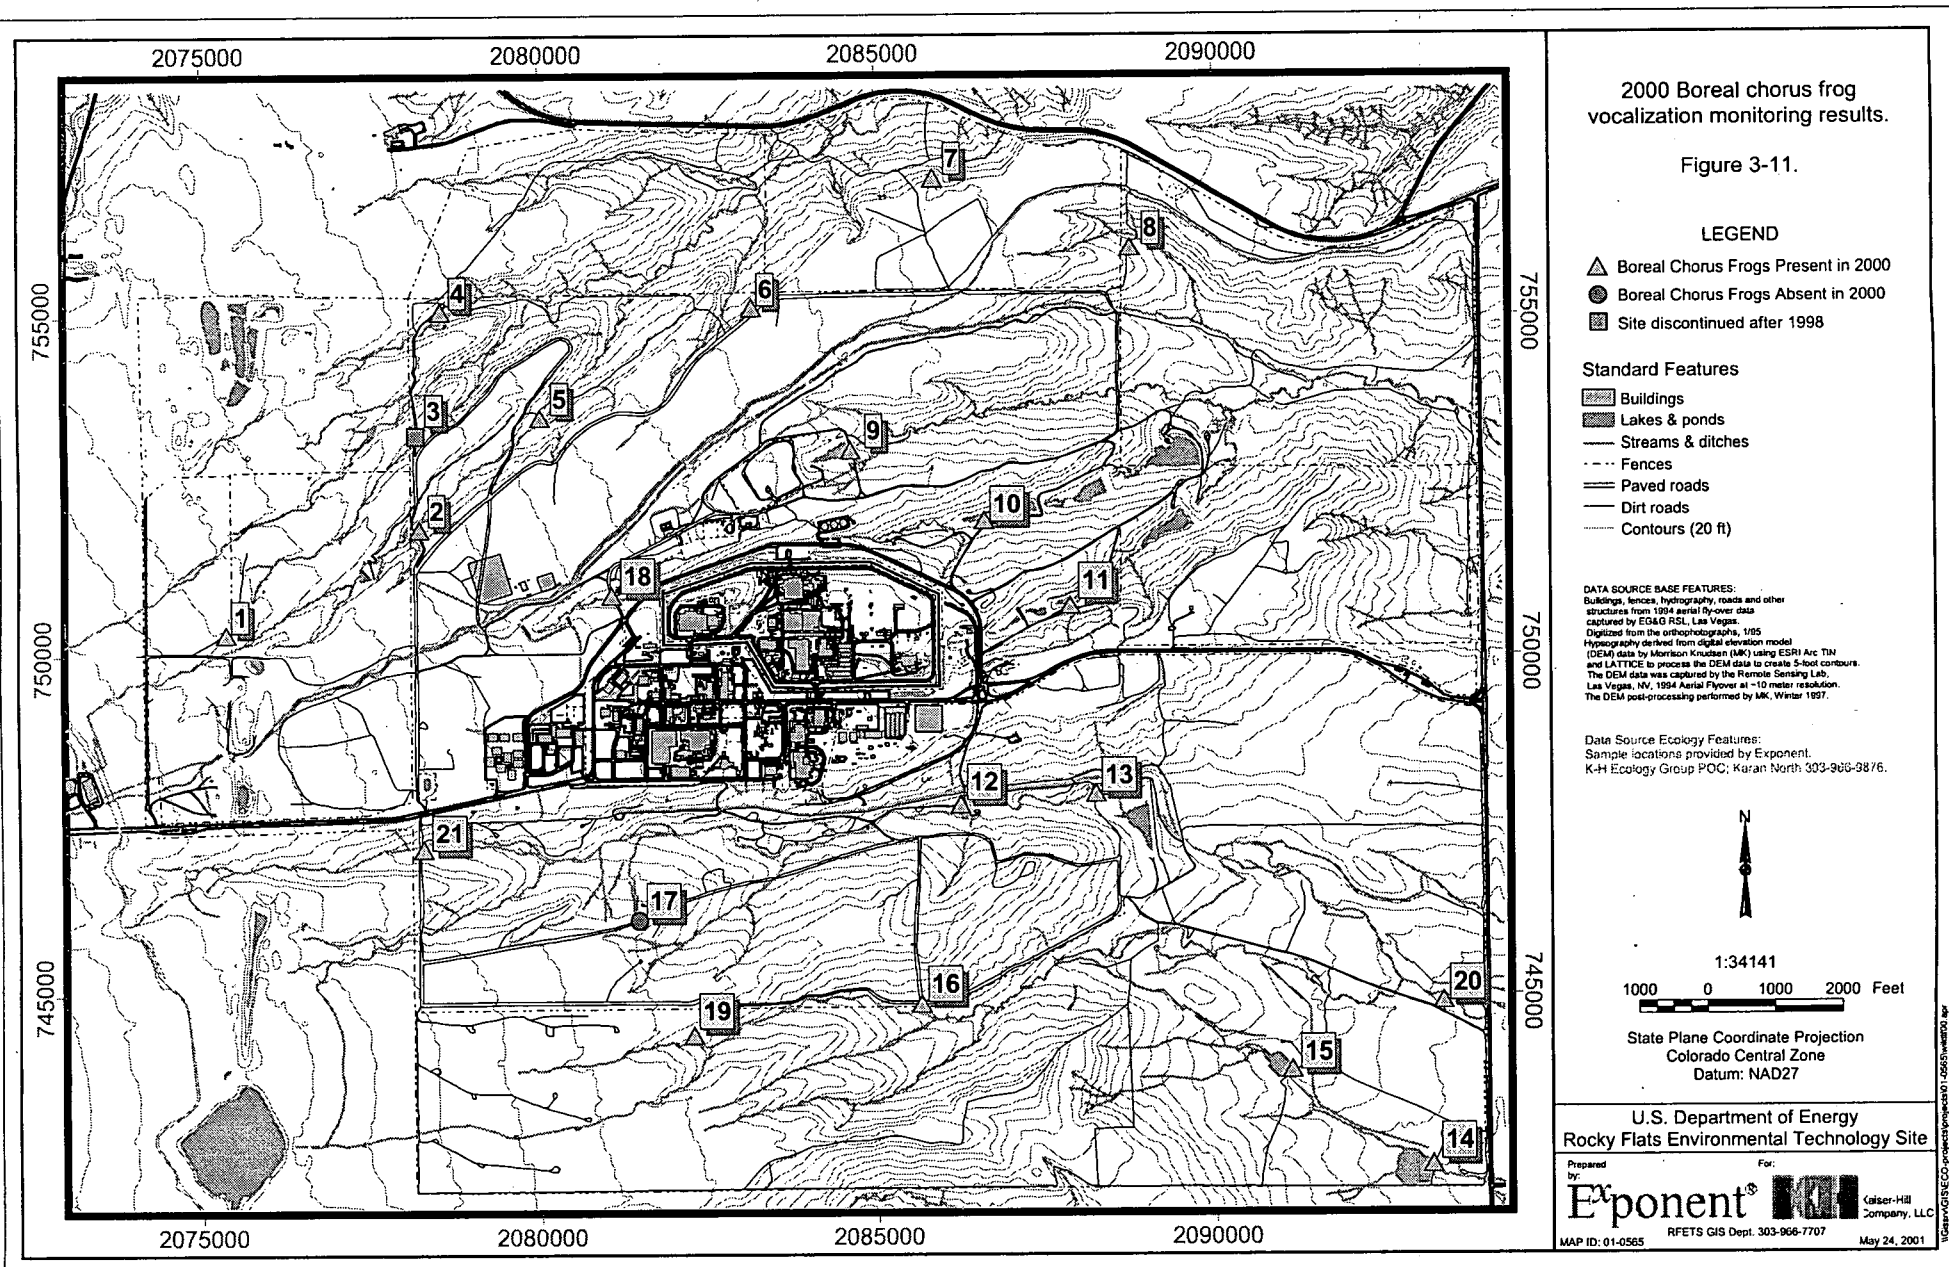 2075000
2080000
2085000
2090000
755000
750000
745000
7
8
4
6
3
5
9
2
10
18
11
1
12
13
21
17
16
20
19
15
14
755000
750000
745000
2075000
2080000
2085000
2090000
2000 Boreal chorus frog
vocalization monitoring results.
Figure 3-11.
LEGEND
Boreal Chorus Frogs Present in 2000
Boreal Chorus Frogs Absent in 2000
Site discontinued after 1998
Standard Features
Buildings
Lakes & ponds
Streams & ditches
Fences
Paved roads
Dirt roads
Contours (20 ft)
DATA SOURCE BASE FEATURES:
Buildings, fences, hydrography, roads and other
structures from 1994 aerial fly-over data
captured by EG&G RSL, Las Vegas.
Digitized from the orthophotographs, 1/95
Hypsography derived from digital elevation model
(DEM) data by Morrison Knudsen (MK) using ESRI Arc TIN
and LATTICE to process the DEM data to create 5-foot contours.
The DEM data was captured by the Remote Sensing Lab,
Las Vegas, NV, 1994 Aerial Flyover at ~10 meter resolution.
The DEM post-processing performed by MK, Winter 1997.
Data Source Ecology Features:
Sample locations provided by Exponent.
K-H Ecology Group POC; Karan North 303-966-9876.
N
1:34141
1000 0 1000 2000 Feet
State Plane Coordinate Projection
Colorado Central Zone
Datum: NAD27
U.S. Department of Energy
Rocky Flats Environmental Technology Site
Prepared
by:
For:
Exponent®
Kaiser-Hill
Company, LLC
RFETS GIS Dept. 303-966-7707
MAP ID: 01-0565
May 24, 2001